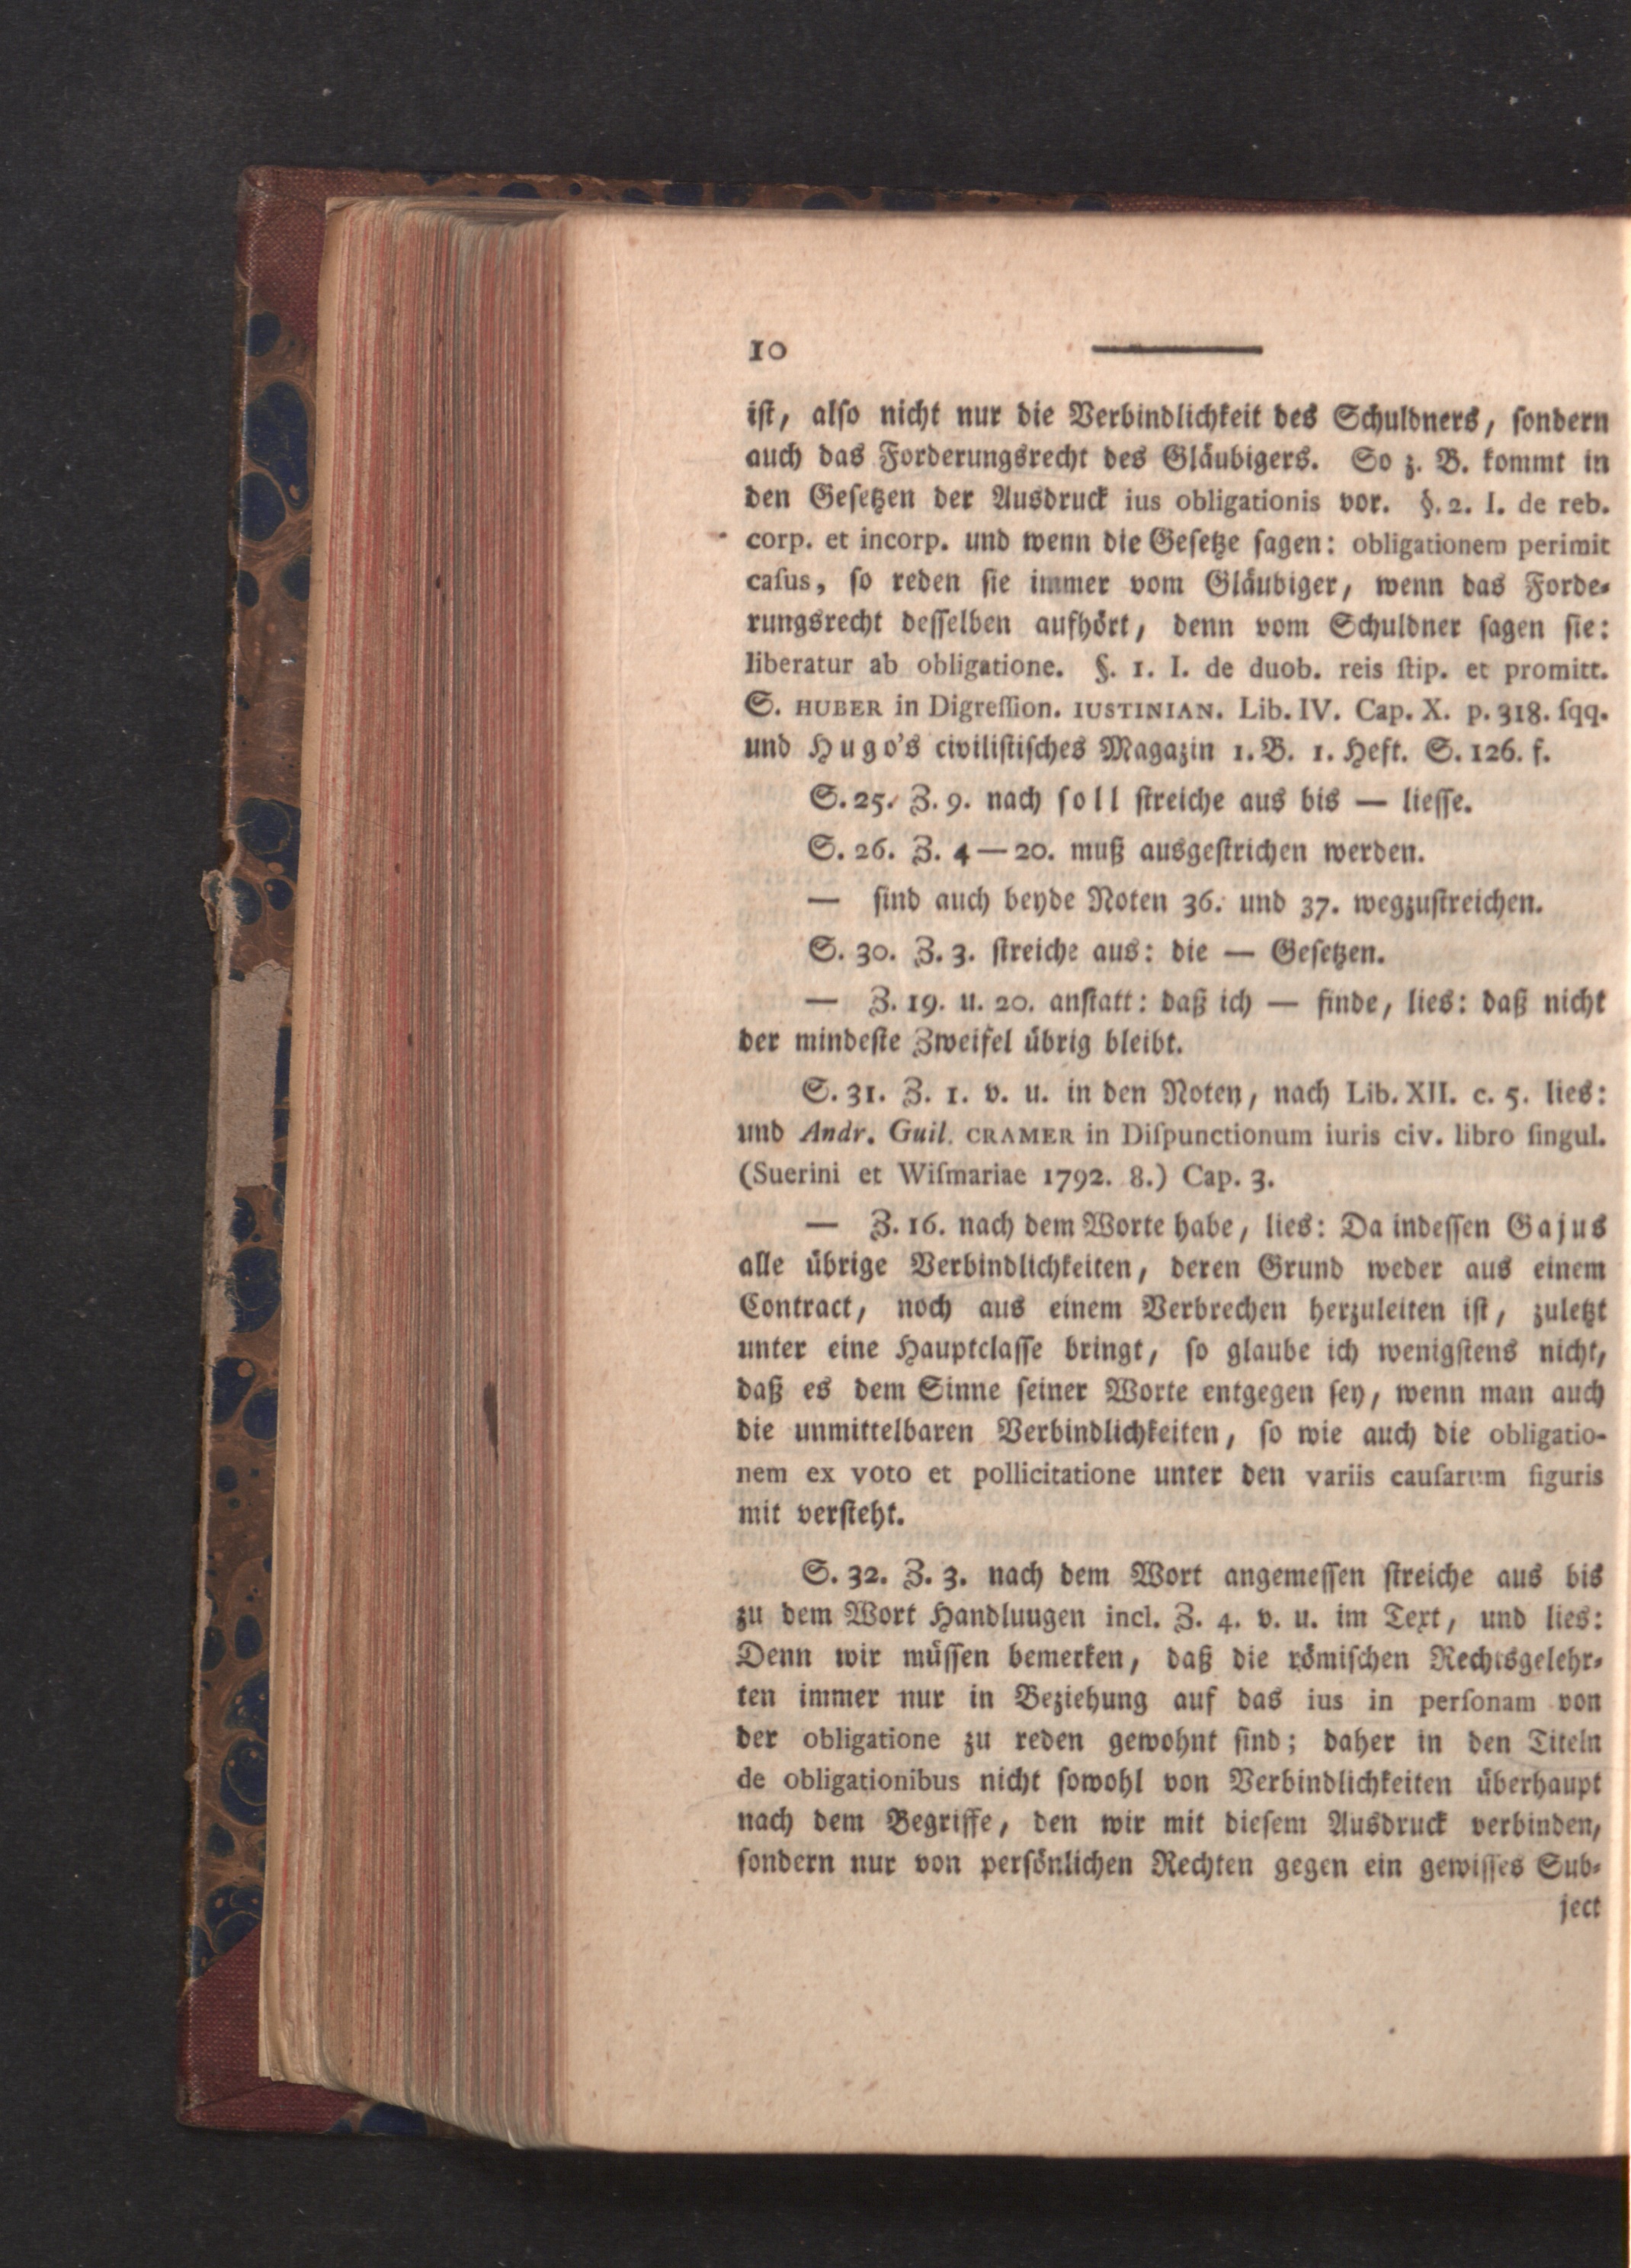 10
iſt, alſo nicht nur die Verbindlichkeit des Schuldners, ſondern
auch das Forderungsrecht des Gläubigers. So z. B. kommt in
den Geſetzen der Ausdruck ius obligationis vor. §. 2. I. de reb.
corp. et incorp. und wenn die Geſetze ſagen: obligationem perimit
caſus, ſo reden ſie immer vom Gläubiger, wenn das Forde-
rungsrecht deſſelben aufhört, denn vom Schuldner ſagen ſie:
liberatur ab obligatione. §. 1. I. de duob. reis ſtip. et promitt.
S. HUBER in Digreſſion. IUSTINIAN. Lib. IV. Cap. X. p. 318. ſqq.
und Hugo's civiliſtiſches Magazin 1. B. 1. Heft. S. 126. f.
S. 25. Z. 9. nach ſoll ſtreiche aus bis — lieſſe.
S. 26. Z. 4—20. muß ausgeſtrichen werden.
— ſind auch beyde Noten 36. und 37. wegzuſtreichen.
S. 30. Z. 3. ſtreiche aus: die — Geſetzen.
— Z. 19. u. 20. anſtatt: daß ich — finde, lies: daß nicht
der mindeſte Zweifel übrig bleibt.
S. 31. Z. 1. v. u. in den Noten, nach Lib. XII. c. 5. lies:
und Andr. Guil. CRAMER in Diſpunctionum iuris civ. libro ſingul.
(Suerini et Wiſmariae 1792. 8.) Cap. 3.
— Z. 16. nach dem Worte habe, lies: Da indeſſen Gajus
alle übrige Verbindlichkeiten, deren Grund weder aus einem
Contract, noch aus einem Verbrechen herzuleiten iſt, zuletzt
unter eine Hauptclaſſe bringt, ſo glaube ich wenigſtens nicht,
daß es dem Sinne ſeiner Worte entgegen ſey, wenn man auch
die unmittelbaren Verbindlichkeiten, ſo wie auch die obligatio-
nem ex voto et pollicitatione unter den variis cauſarum figuris
mit verſteht.
S. 32. Z. 3. nach dem Wort angemeſſen ſtreiche aus bis
zu dem Wort Handluugen incl. Z. 4. v. u. im Text, und lies:
Denn wir müſſen bemerken, daß die römiſchen Rechtsgelehr-
ten immer nur in Beziehung auf das ius in perſonam von
der obligatione zu reden gewohnt ſind; daher in den Titeln
de obligationibus nicht ſowohl von Verbindlichkeiten überhaupt
nach dem Begriffe, den wir mit dieſem Ausdruck verbinden,
ſondern nur von perſönlichen Rechten gegen ein gewiſſes Sub-
ject